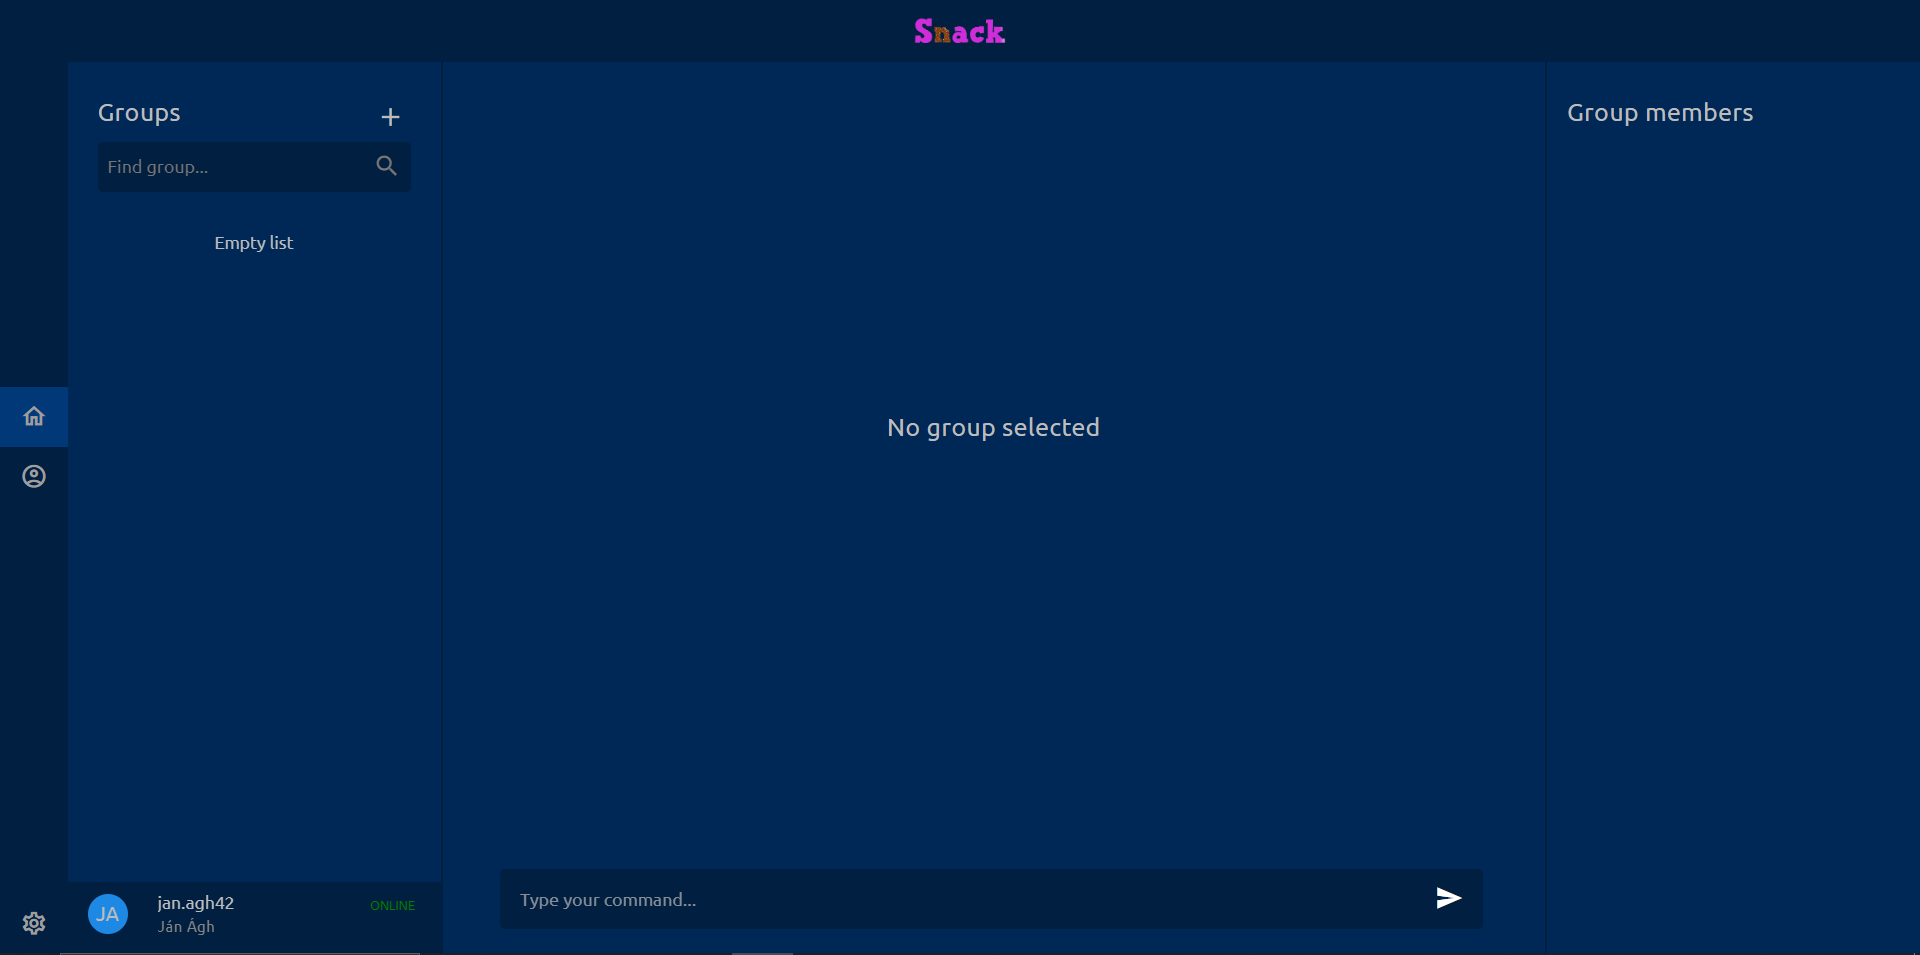 Snack
Groups
Find group...
Empty list
No group selected
Group members
Type your command...
JA
jan.agh42
Ján Ágh
ONLINE